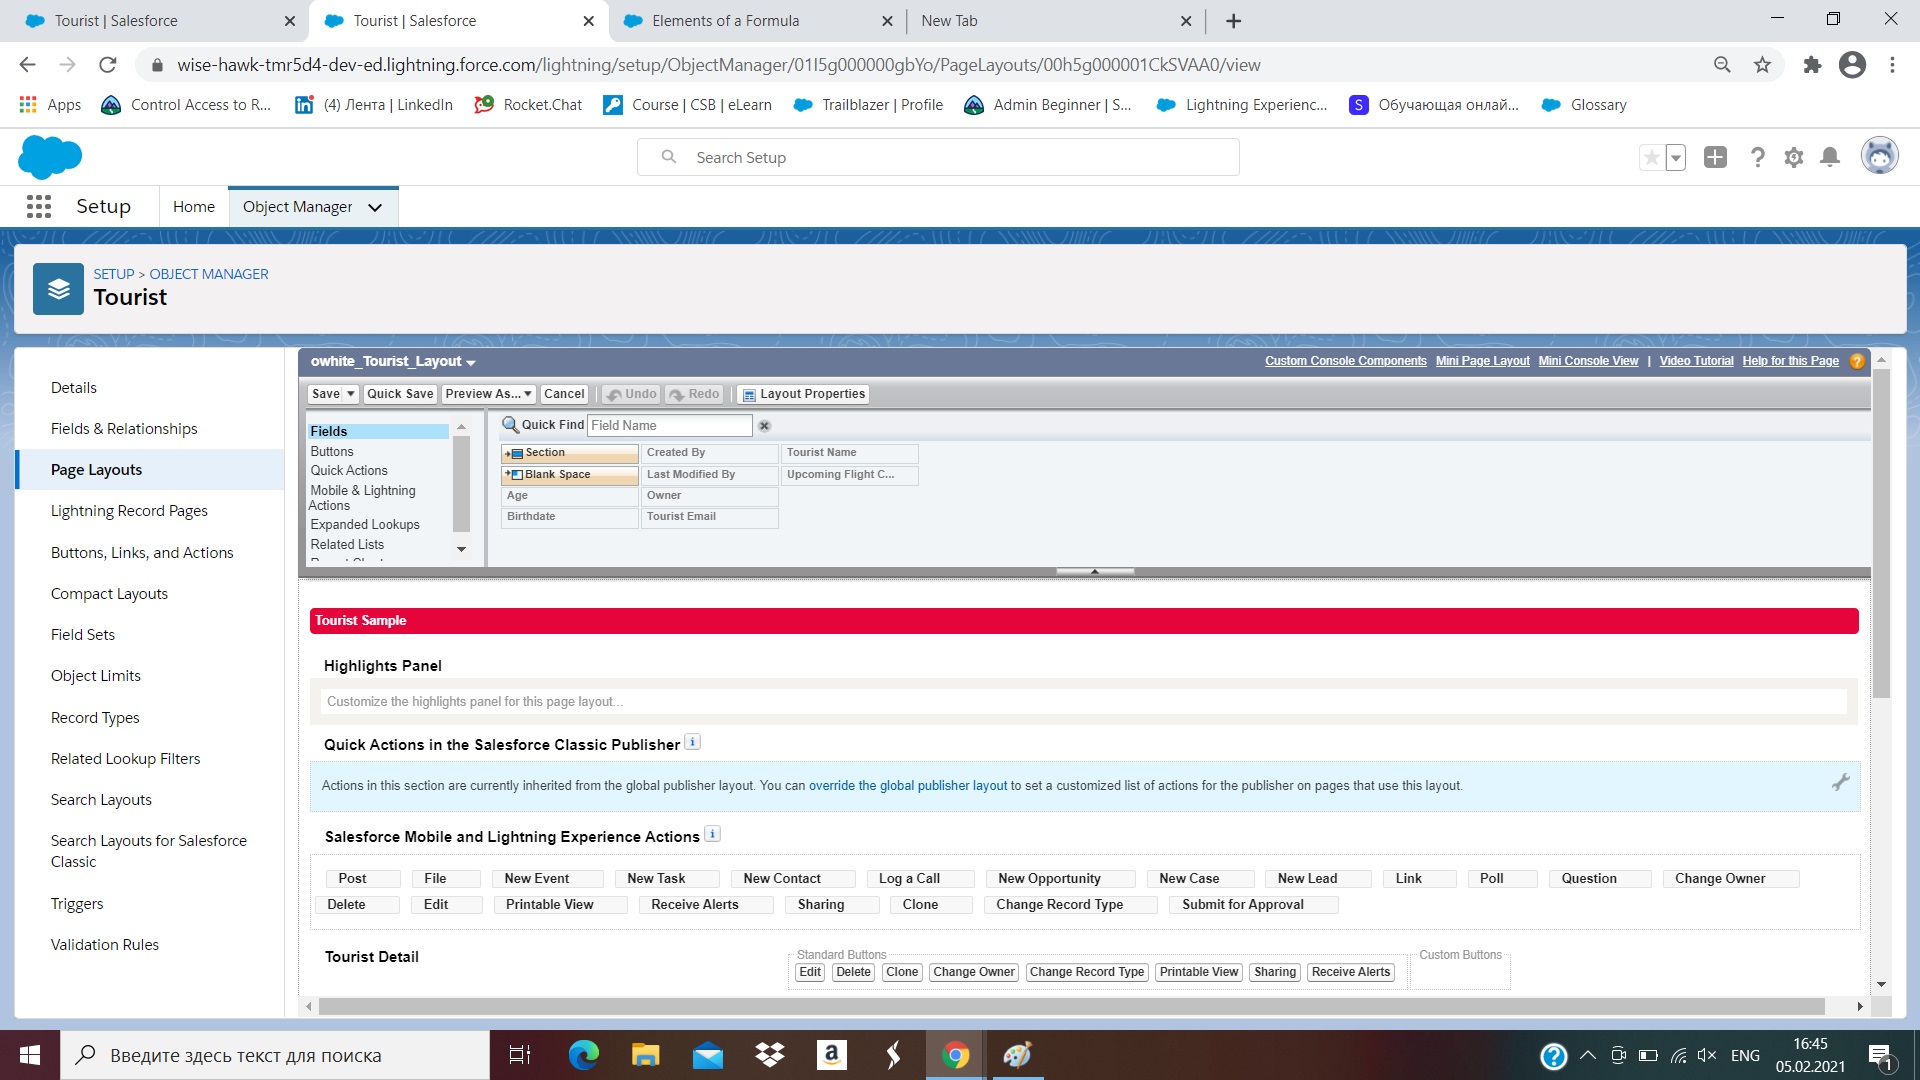 Tourist | Salesforce
Tourist | Salesforce
Elements of a Formula
New Tab
wise-hawk-tmr5d4-dev-ed.lightning.force.com/lightning/setup/ObjectManager/01I5g000000gbYo/PageLayouts/00h5g000001CkSVAA0/view
Apps
Control Access to R...
(4) Лента | LinkedIn
Rocket.Chat
Course | CSB | eLearn
Trailblazer | Profile
Admin Beginner | S...
Lightning Experienc...
S
Обучающая онлай...
Glossary
Search Setup
Setup
Home
Object Manager
SETUP > OBJECT MANAGER
Tourist
Details
Fields & Relationships
Page Layouts
Lightning Record Pages
Buttons, Links, and Actions
Compact Layouts
Field Sets
Object Limits
Record Types
Related Lookup Filters
Search Layouts
Search Layouts for Salesforce
Classic
Triggers
Validation Rules
owhite_Tourist_Layout
Custom Console Components Mini Page Layout Mini Console View | Video Tutorial Help for this Page
Save Quick Save Preview As... Cancel Undo Redo Layout Properties
Fields
Buttons
Quick Actions
Mobile & Lightning
Actions
Expanded Lookups
Related Lists
Quick Find Field Name
Section Created By Tourist Name
Blank Space Last Modified By Upcoming Flight C...
Age Owner
Birthdate Tourist Email
Tourist Sample
Highlights Panel
Customize the highlights panel for this page layout...
Quick Actions in the Salesforce Classic Publisher i
Actions in this section are currently inherited from the global publisher layout. You can override the global publisher layout to set a customized list of actions for the publisher on pages that use this layout.
Salesforce Mobile and Lightning Experience Actions i
Post File New Event New Task New Contact Log a Call New Opportunity New Case New Lead Link Poll Question Change Owner
Delete Edit Printable View Receive Alerts Sharing Clone Change Record Type Submit for Approval
Tourist Detail
Standard Buttons
Edit Delete Clone Change Owner Change Record Type Printable View Sharing Receive Alerts
Custom Buttons
Введите здесь текст для поиска
ENG
16:45
05.02.2021
1